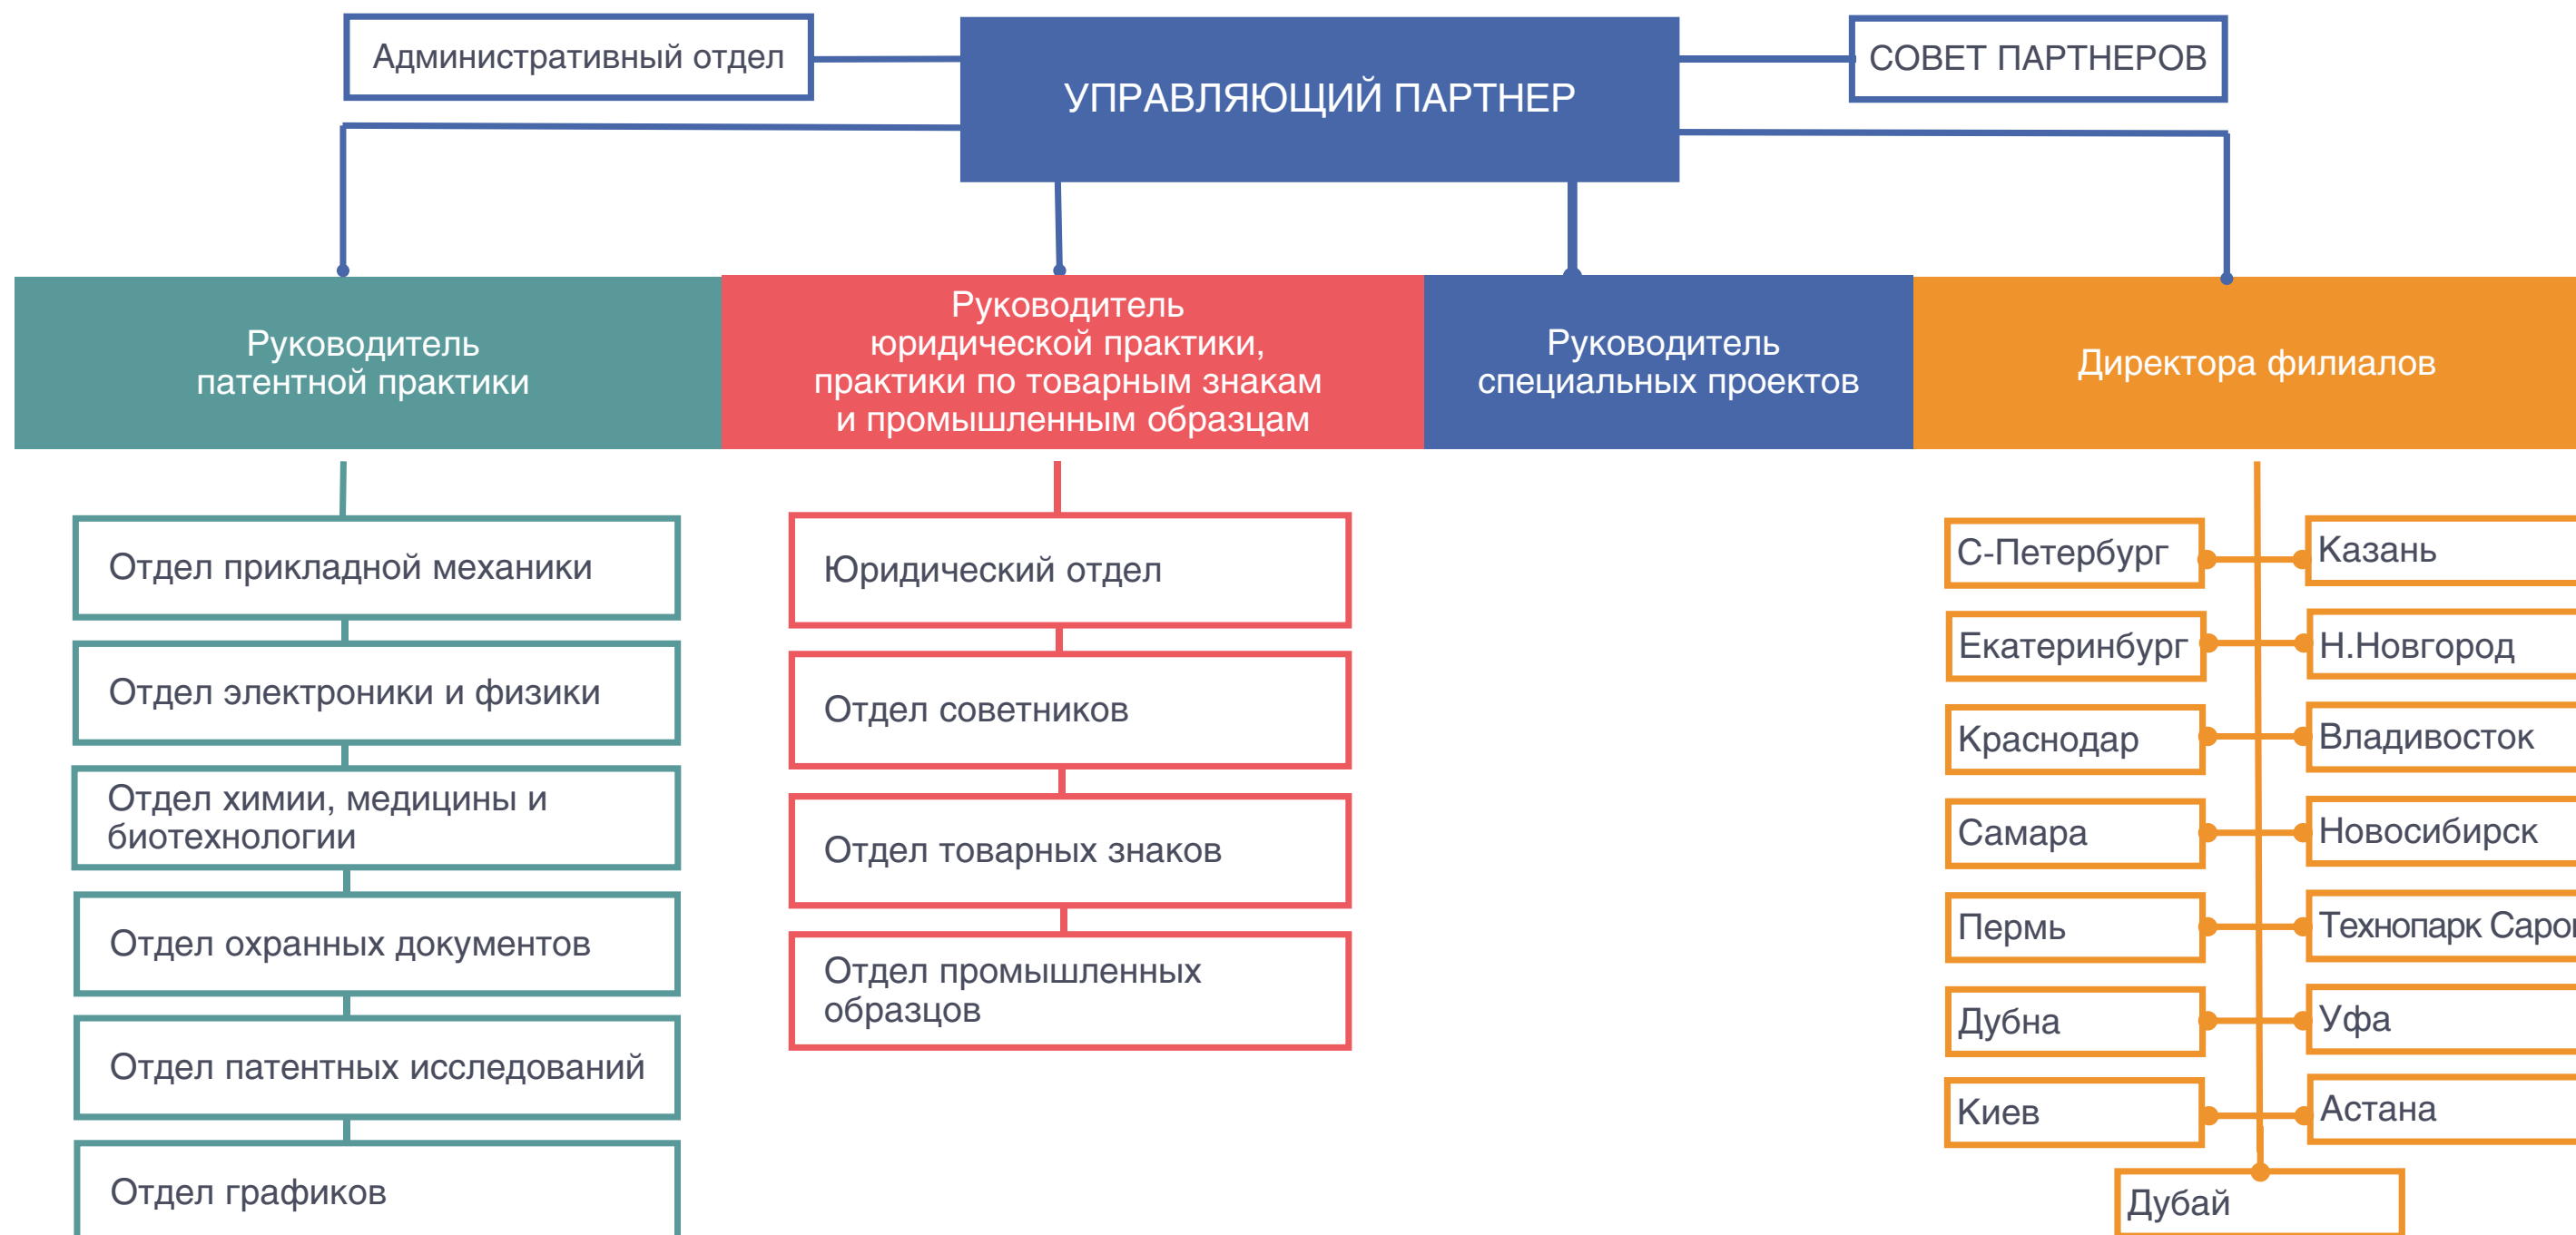 Административный отдел
УПРАВЛЯЮЩИЙ ПАРТНЕР
СОВЕТ ПАРТНЕРОВ
Руководитель
патентной практики
Руководитель
юридической практики,
практики по товарным знакам
и промышленным образцам
Руководитель
специальных проектов
Директора филиалов
Отдел прикладной механики
Отдел электроники и физики
Отдел химии, медицины и
биотехнологии
Отдел охранных документов
Отдел патентных исследований
Отдел графиков
Юридический отдел
Отдел советников
Отдел товарных знаков
Отдел промышленных
образцов
С-Петербург
Казань
Екатеринбург
Н.Новгород
Краснодар
Владивосток
Самара
Новосибирск
Пермь
Технопарк
Дубна
Уфа
Киев
Астана
Дубай